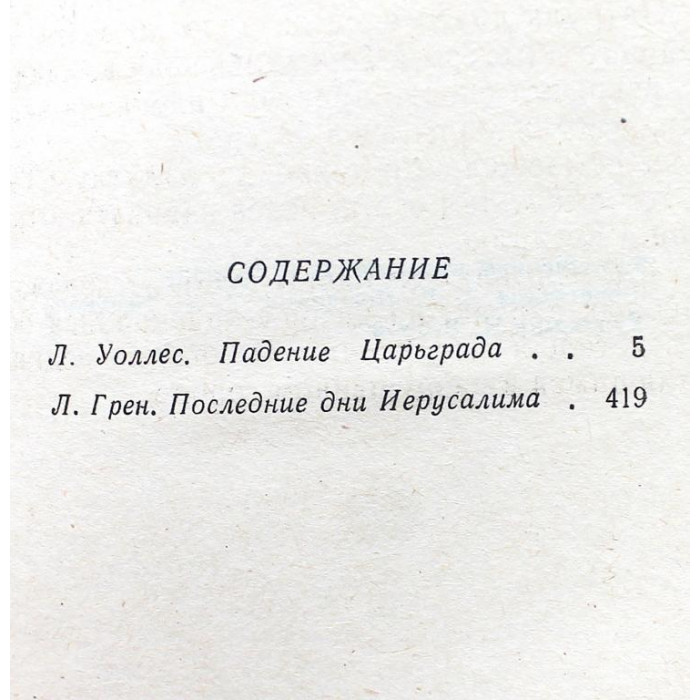 СОДЕРЖАНИЕ
Л. Уоллес. Падение Царьграда . . 5
Л. Грен. Последние дни Иерусалима . 419